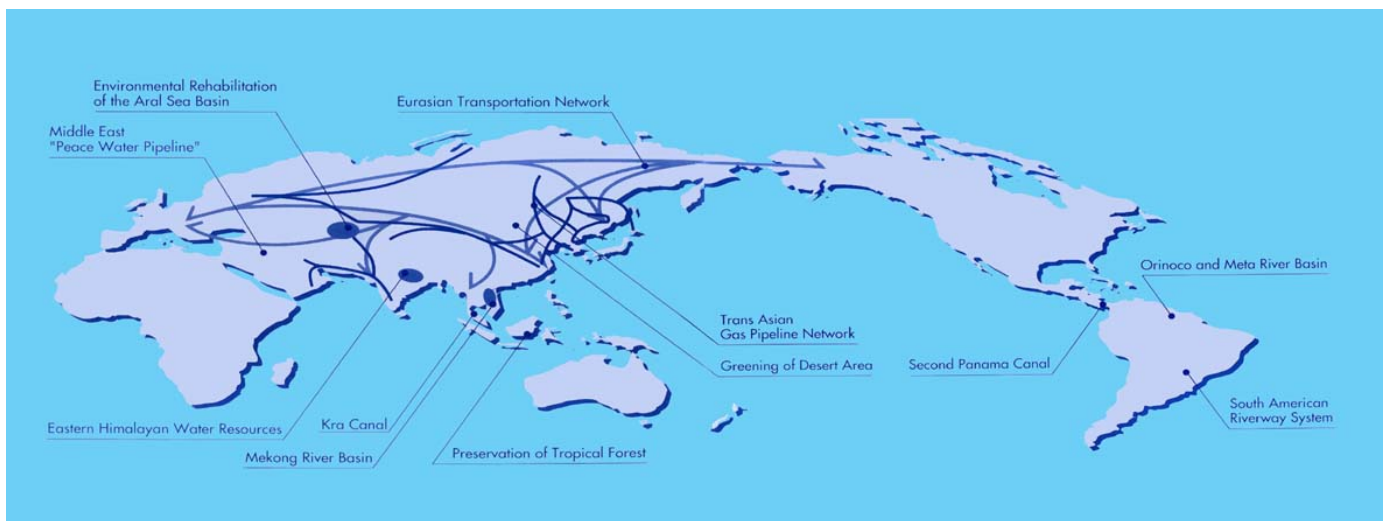 Environmental Rehabilitation
of the Aral Sea Basin
Eurasian Transportation Network
Middle East
"Peace Water Pipeline"
Orinoco and Meta River Basin
Trans Asian
Gas Pipeline Network
Greening of Desert Area
Second Panama Canal
South American
Riverway System
Eastern Himalayan Water Resources
Kra Canal
Mekong River Basin
Preservation of Tropical Forest